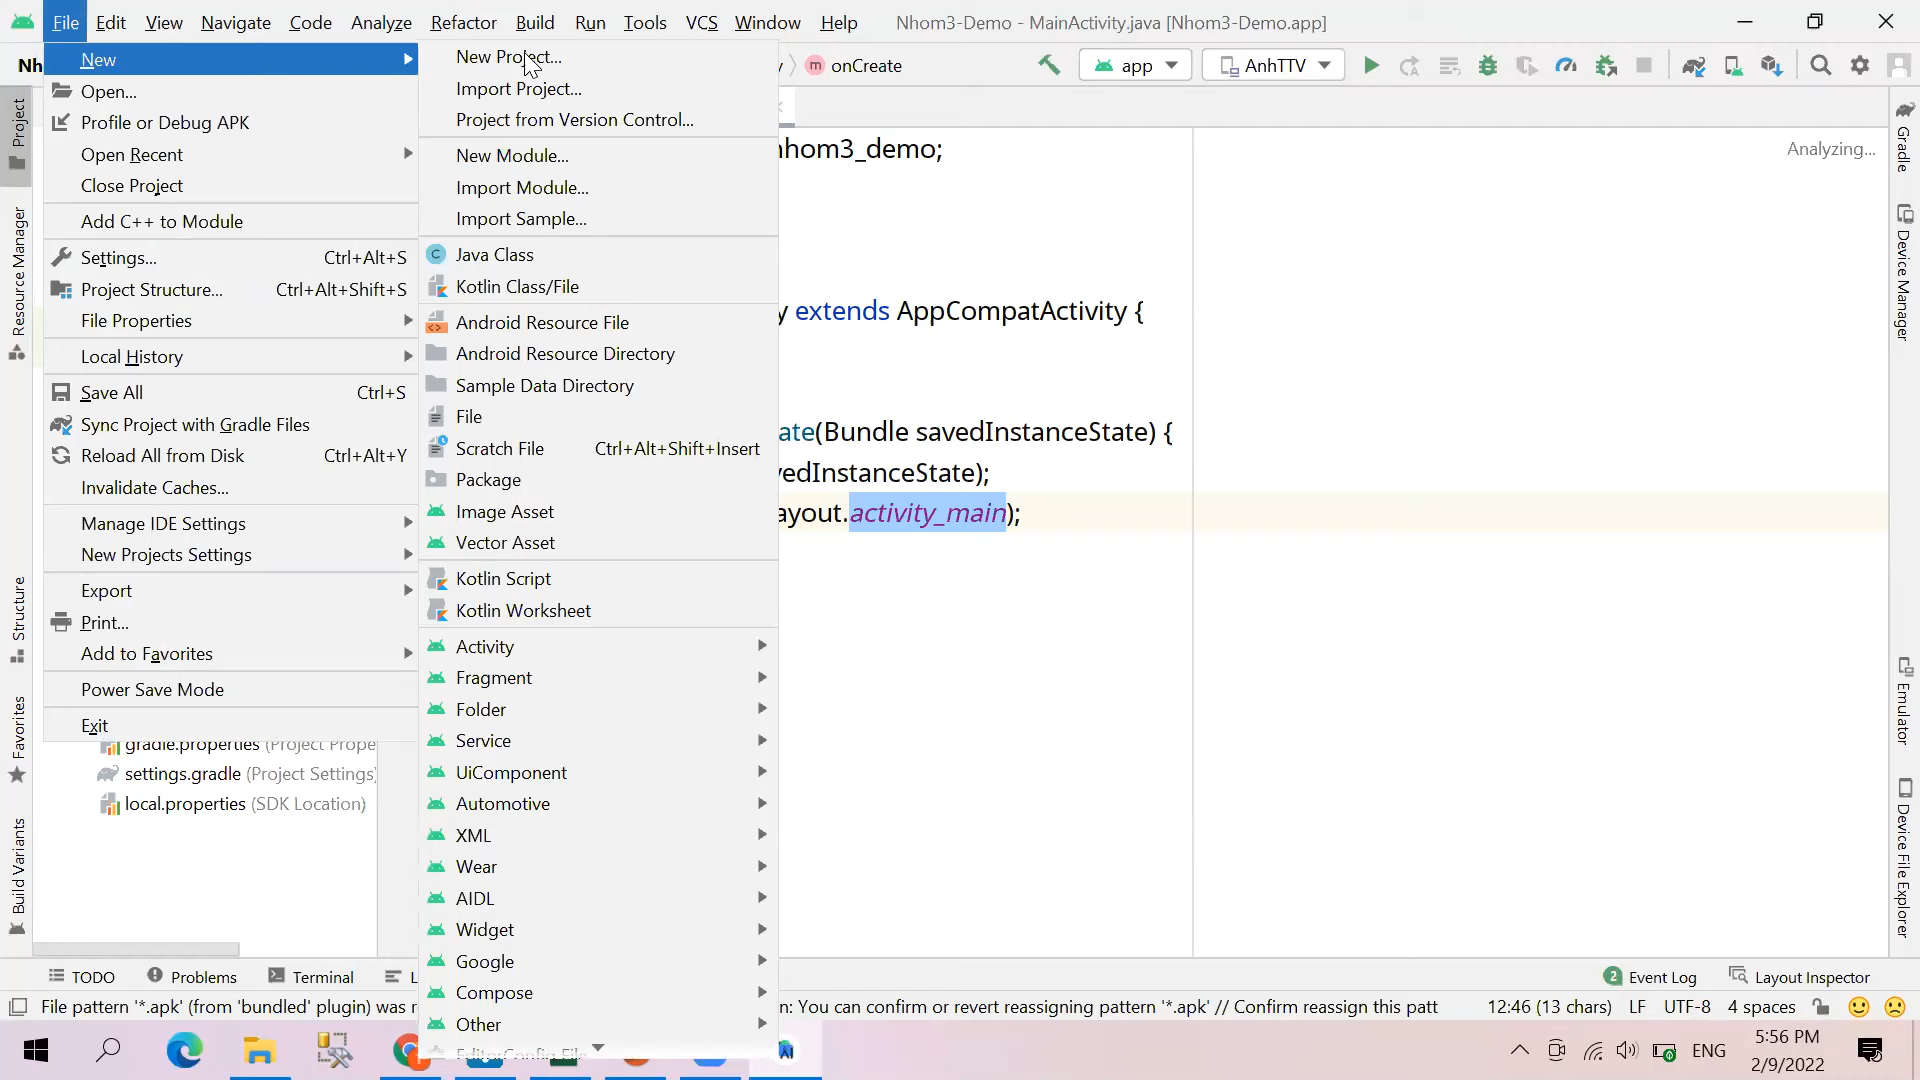 File Edit View Navigate Code Analyze Refactor Build Run Tools VCS Window Help Nhom3-Demo - MainActivity.java [Nhom3-Demo.app]
Nh
onCreate
app
AnhTTV
New
Open...
Profile or Debug APK
Open Recent
Close Project
Add C++ to Module
Settings... Ctrl+Alt+S
Project Structure... Ctrl+Alt+Shift+S
File Properties
Local History
Save All Ctrl+S
Sync Project with Gradle Files
Reload All from Disk Ctrl+Alt+Y
Invalidate Caches...
Manage IDE Settings
New Projects Settings
Export
Print...
Add to Favorites
Power Save Mode
Exit
New Project...
Import Project...
Project from Version Control...
New Module...
Import Module...
Import Sample...
Java Class
Kotlin Class/File
Android Resource File
Android Resource Directory
Sample Data Directory
File
Scratch File Ctrl+Alt+Shift+Insert
Package
Image Asset
Vector Asset
Kotlin Script
Kotlin Worksheet
Activity
Fragment
Folder
Service
UiComponent
Automotive
XML
Wear
AIDL
Widget
Google
Compose
Other
EditorConfig File
nhom3_demo;
y extends AppCompatActivity {
ate(Bundle savedInstanceState) {
vedInstanceState);
ayout.activity_main);
Analyzing...
gradle.properties (Project Prope
settings.gradle (Project Settings)
local.properties (SDK Location)
Project
Resource Manager
Structure
Favorites
Build Variants
Gradle
Device Manager
Emulator
Device File Explorer
TODO Problems Terminal L
2 Event Log Layout Inspector
File pattern '*.apk' (from 'bundled' plugin) was r
n: You can confirm or revert reassigning pattern '*.apk' // Confirm reassign this patt
12:46 (13 chars) LF UTF-8 4 spaces
ENG
5:56 PM
2/9/2022